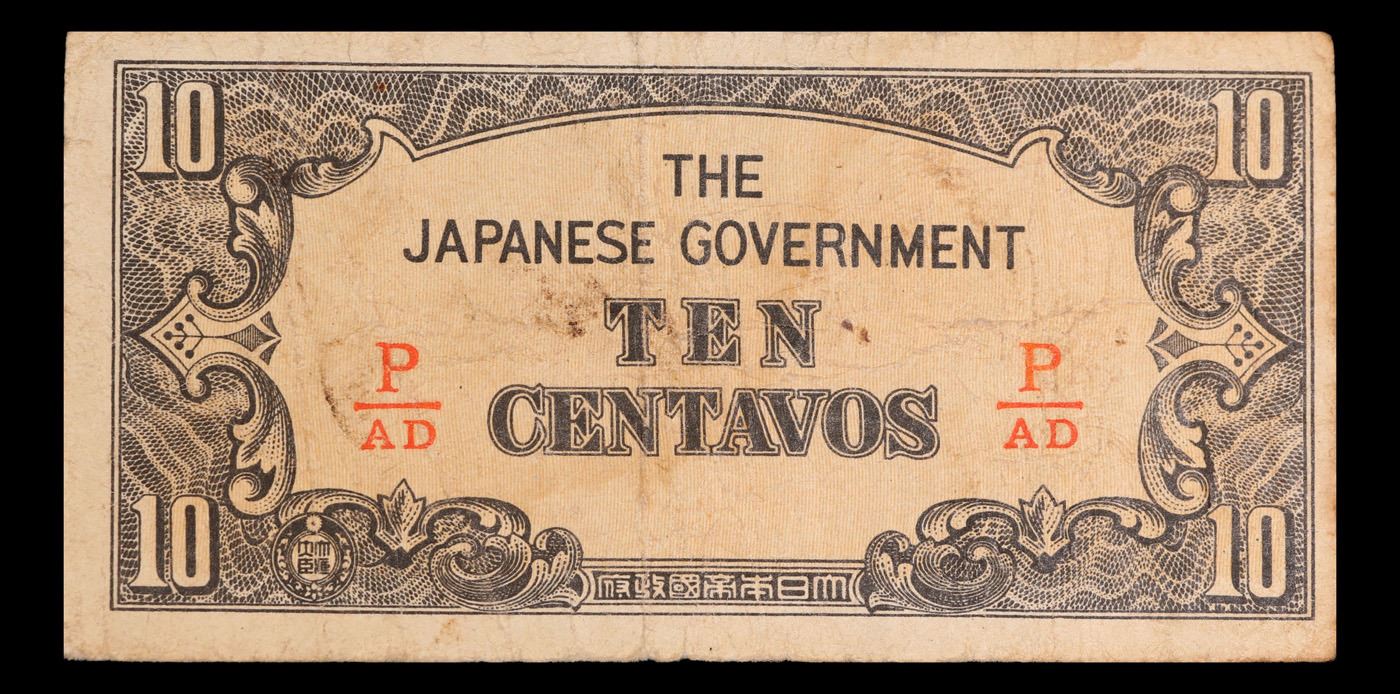 10 10
THE
JAPANESE GOVERNMENT
TEN
CENTAVOS
P
AD
P
AD
10 10
大日本帝國政府